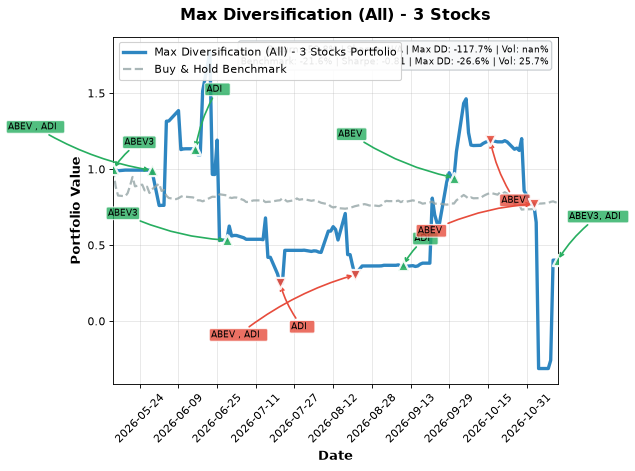 Max Diversification (All) - 3 Stocks
Max Diversification (All) - 3 Stocks Portfolio
Buy & Hold Benchmark
| Max DD: -117.7% | Vol: nan%
| Max DD: -26.6% | Vol: 25.7%
ADI
ABEV , ADI
ABEV3
ABEV
ABEV3
ABEV
ABEV3, ADI
ABEV
ADI
ABEV , ADI
ADI
Portfolio Value
1.5
1.0
0.5
0.0
2026-05-24
2026-06-09
2026-06-25
2026-07-11
2026-07-27
2026-08-12
2026-08-28
2026-09-13
2026-09-29
2026-10-15
2026-10-31
Date